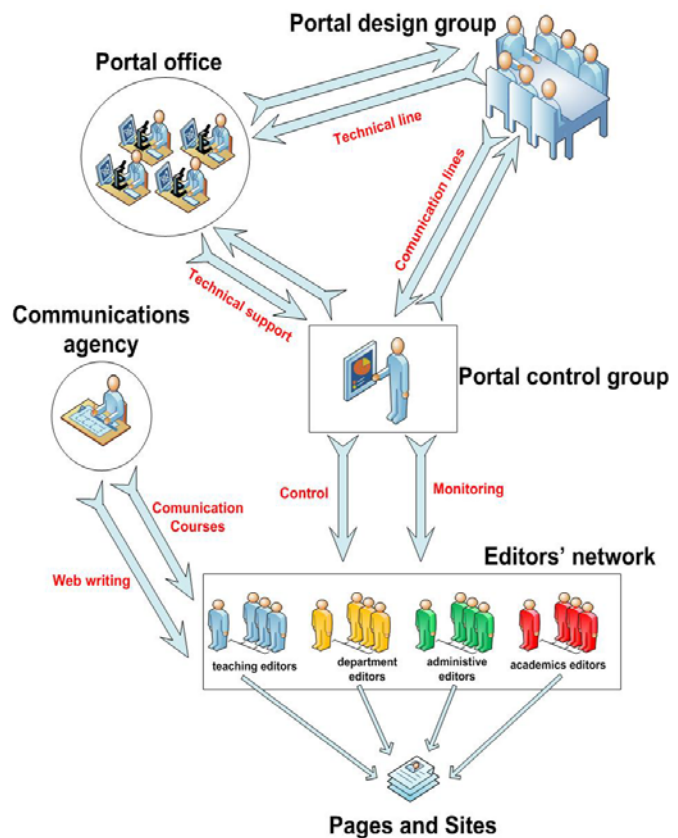 Portal design group
Portal office
Technical line
Comunication lines
Technical support
Communications
agency
Portal control group
Control
Monitoring
Comunication
Courses
Web writing
Editors' network
teaching editors
department
editors
administive
editors
academics editors
Pages and Sites